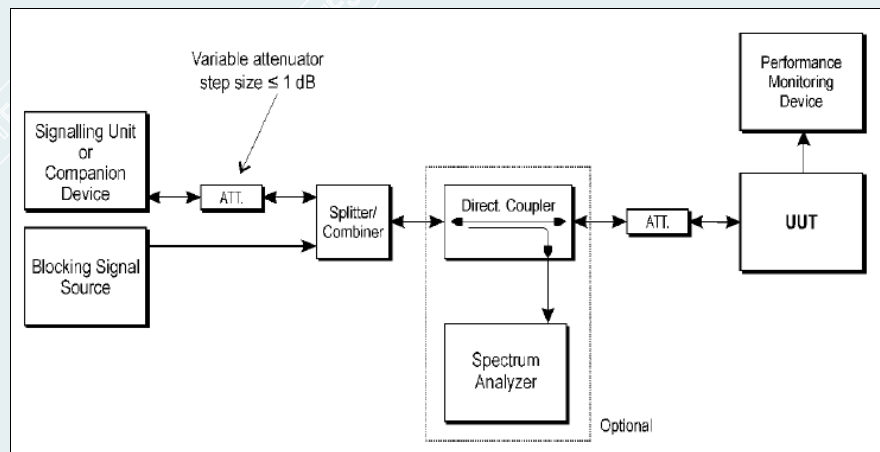 Variable attenuator
step size ≤ 1 dB
Performance
Monitoring
Device
Signalling Unit
or
Companion
Device
ATT.
Splitter/
Combiner
Direct. Coupler
ATT.
UUT
Blocking Signal
Source
Spectrum
Analyzer
Optional